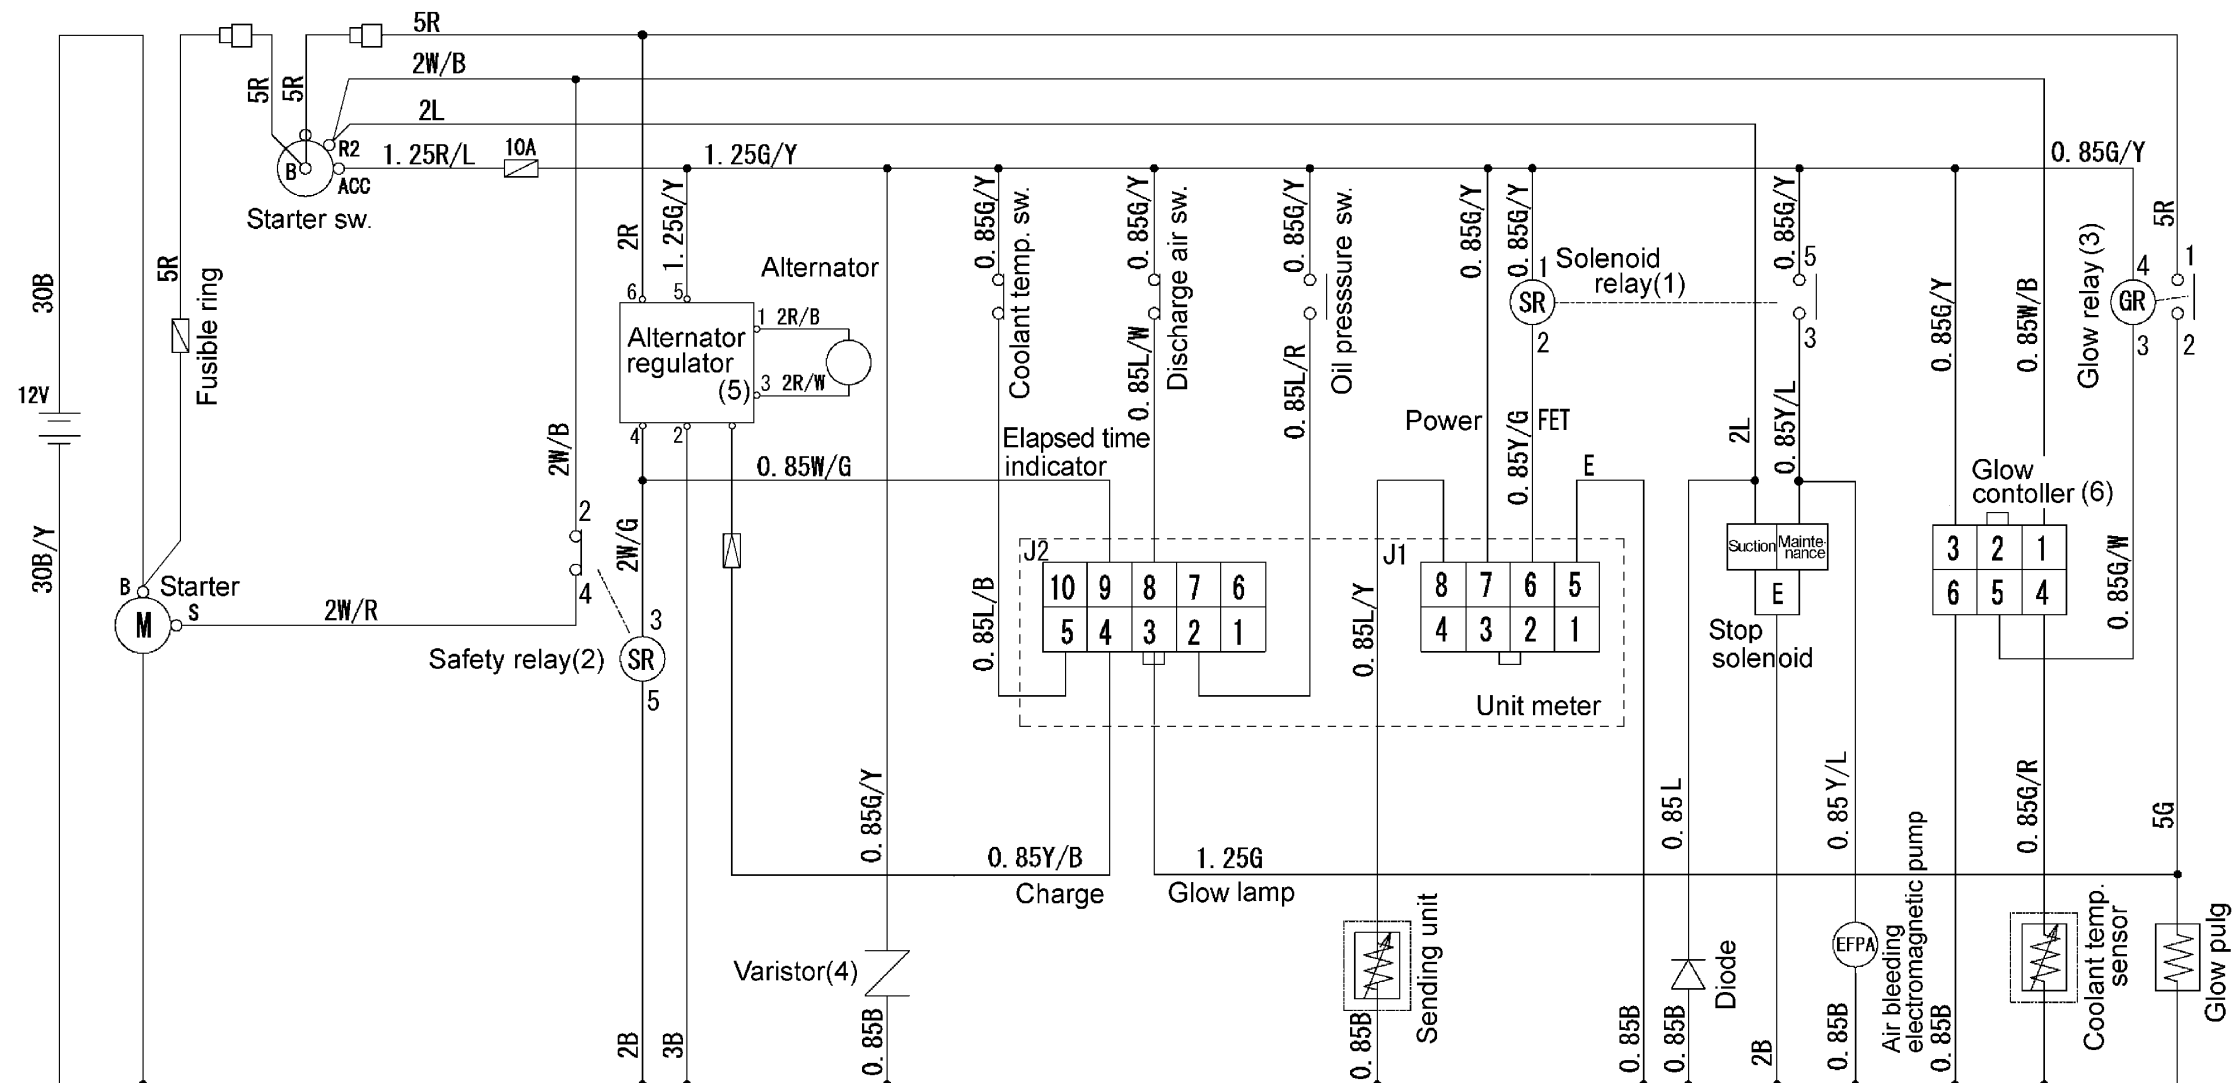 5R
2W/B
5R
5R
2L
R2
1.25R/L
10A
1.25G/Y
0.85G/Y
B
ACC
Starter sw.
30B
5R
Fusible ring
2R
1.25G/Y
Alternator
0.85G/Y
Coolant temp. sw.
0.85G/Y
Discharge air sw.
0.85G/Y
Oil presssure sw.
0.85G/Y
0.85G/Y
1
Solenoid
relay(1)
SR
2
0.85G/Y
5
3
0.85G/Y
0.85W/B
Glow relay (3)
4
GR
3
5R
1
2
6
5
1 2R/B
Alternator
regulator
(5)
3 2R/W
4
2
12V
0.85L/W
0.85L/R
Power
0.85Y/G
FET
2L
0.85Y/L
Elapsed time
indicator
0.85W/G
E
Glow
contoller (6)
2W/B
2
4
2W/G
30B/Y
B
Starter
M
S
2W/R
3
Safety relay(2)
SR
5
J2
10 9 8 7 6
5 4 3 2 1
0.85L/B
J1
8 7 6 5
4 3 2 1
0.85L/Y
Unit meter
Suction
Mainte-
nance
E
Stop
solenoid
3 2 1
6 5 4
0.85G/W
0.85G/Y
0.85Y/B
Charge
1.25G
Glow lamp
0.85L
0.85Y/L
0.85G/R
5G
Varistor(4)
Sending unit
Diode
EFPA
Air bleeding
electromagnetic pump
Coolant temp.
sensor
Glow pulg
2B
3B
0.85B
0.85B
0.85B
0.85B
2B
0.85B
0.85B